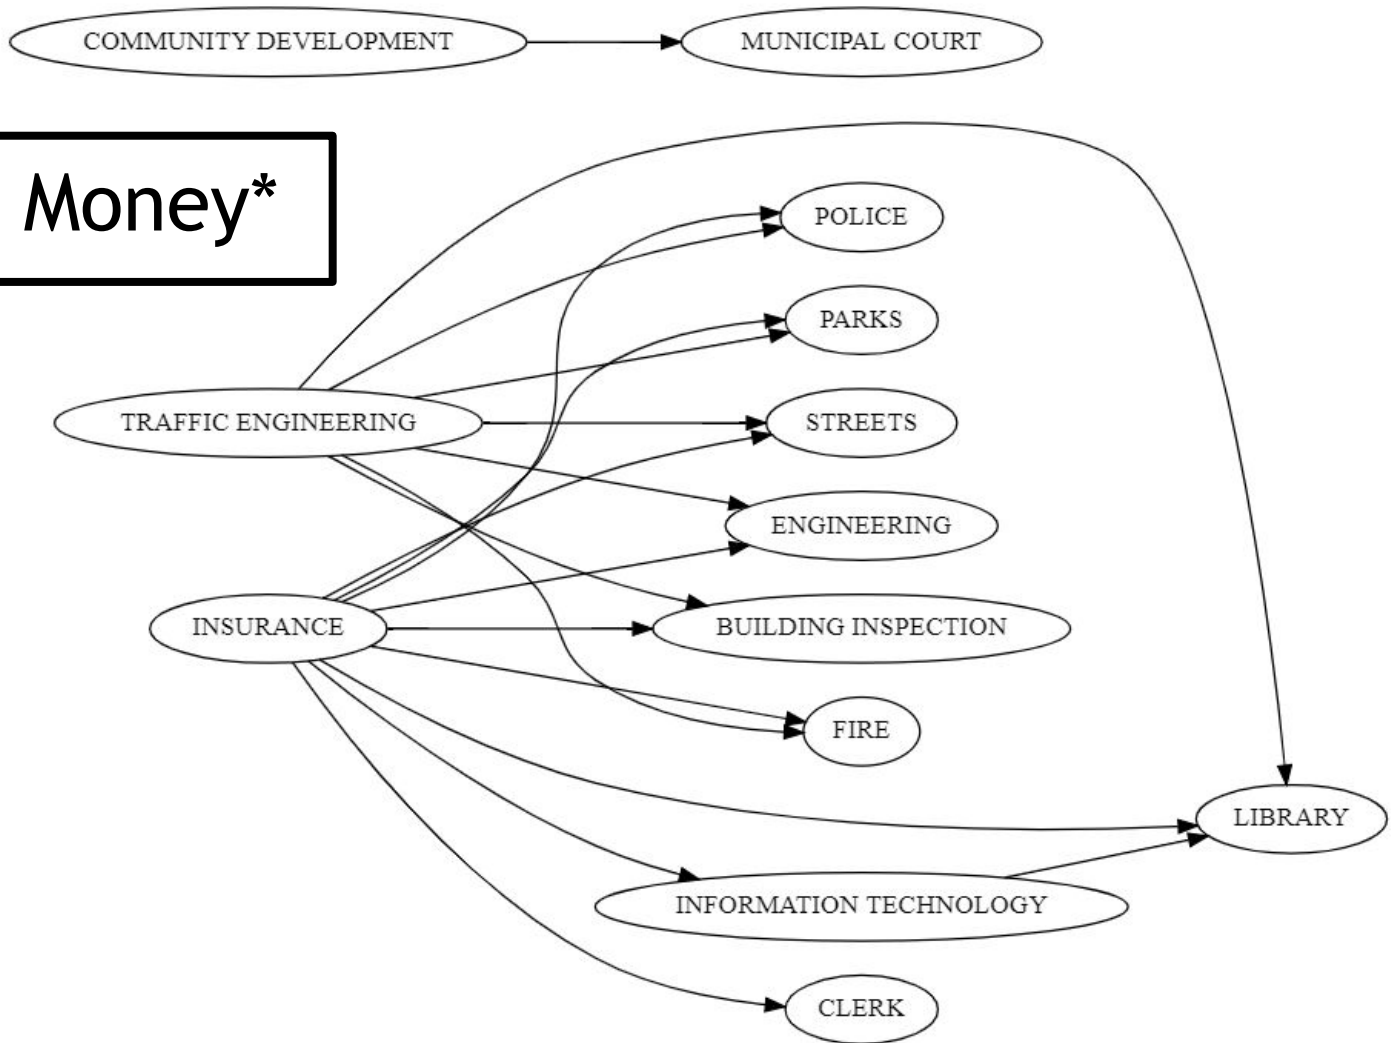 COMMUNITY DEVELOPMENT
MUNICIPAL COURT
Money*
POLICE
PARKS
TRAFFIC ENGINEERING
STREETS
ENGINEERING
INSURANCE
BUILDING INSPECTION
FIRE
LIBRARY
INFORMATION TECHNOLOGY
CLERK